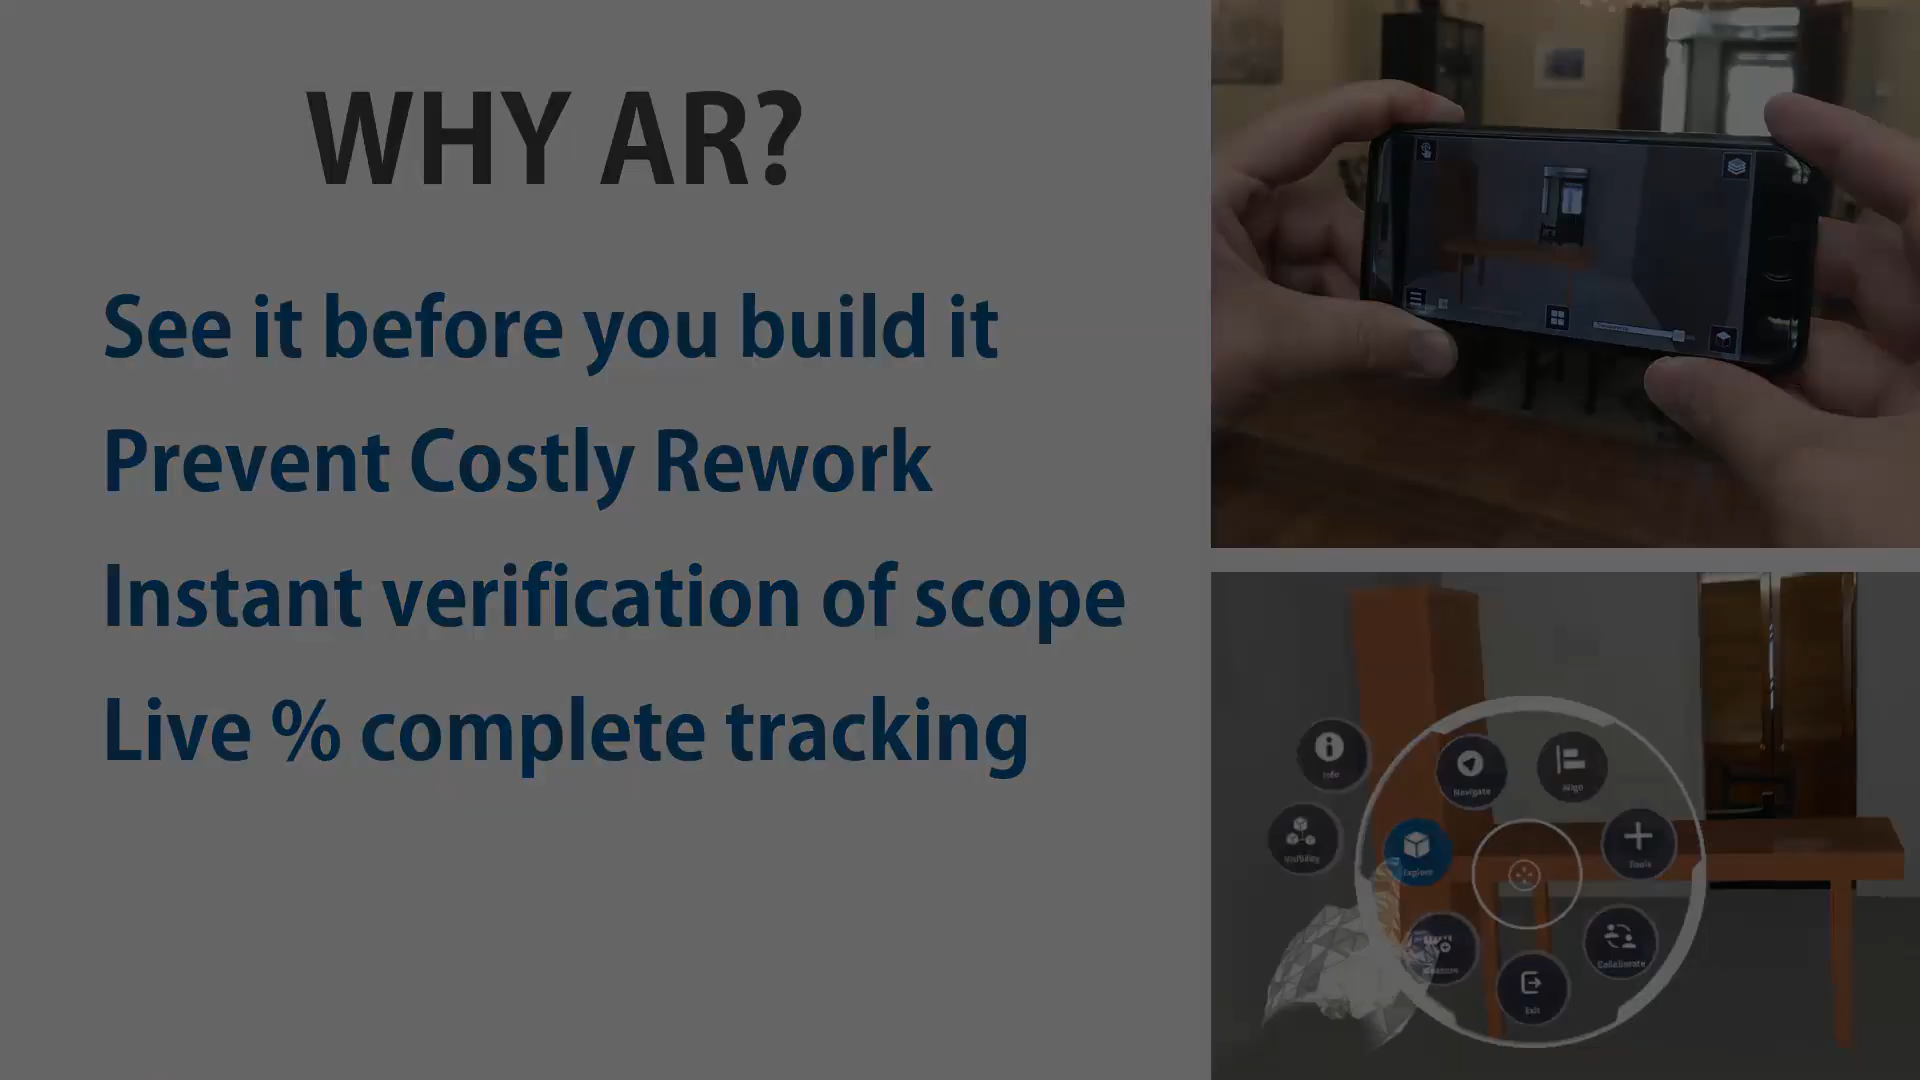 WHY AR?
See it before you build it
Prevent Costly Rework
Instant verification of scope
Live % complete tracking
Info
Navigate
Align
Visibility
Explore
Tools
Collaborate
Exit